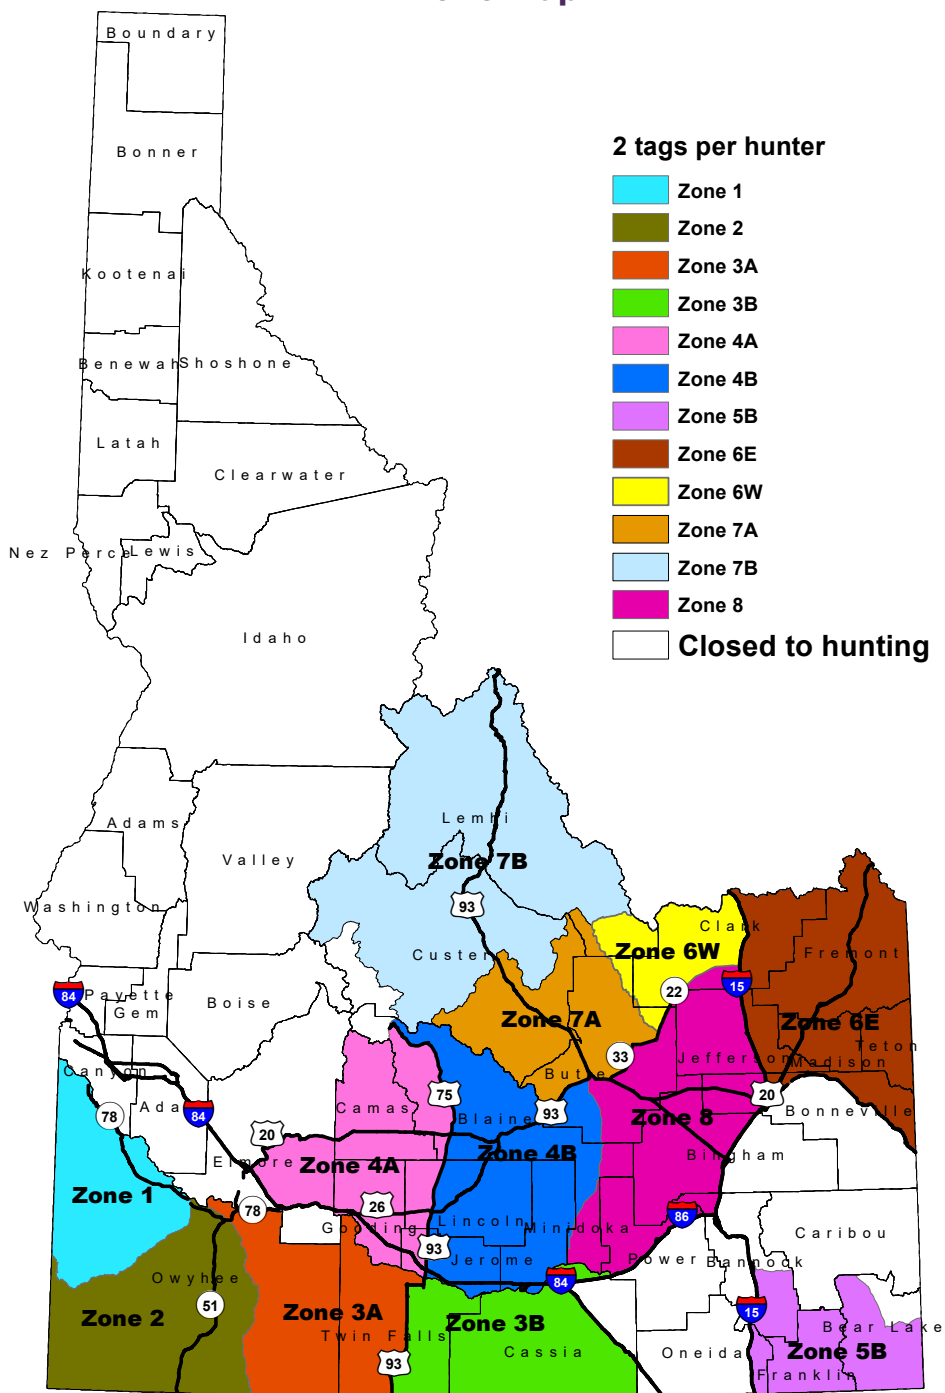 Boundary
Bonner
2 tags per hunter
Zone 1
Zone 2
Zone 3A
Zone 3B
Zone 4A
Zone 4B
Zone 5B
Zone 6E
Zone 6W
Zone 7A
Zone 7B
Zone 8
Closed to hunting
Kootenai
Benewah
Shoshone
Latah
Clearwater
Nez Perce
Lewis
Idaho
Adams
Lemhi
Valley
Zone 7B
93
Washington
Clark
Custer
Zone 6W
Fremont
84
Payette
Gem
Boise
22
15
Zone 7A
Zone 6E
Teton
33
Jefferson
Madison
Canyon
Butte
75
20
78
Ada
84
Camas
Blaine
93
Zone 8
Bonneville
20
Elmore
Zone 4A
Zone 4B
Bingham
Zone 1
78
26
Gooding
Lincoln
Minidoka
86
Caribou
93
Jerome
Power
Bannock
Owyhee
84
51
Zone 2
Zone 3A
Zone 3B
15
Twin Falls
Bear Lake
93
Cassia
Oneida
Zone 5B
Franklin